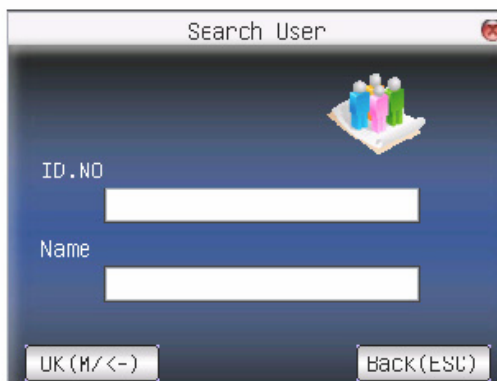 Search User
ID.NO
Name
OK(M/<-)
Back(ESC)